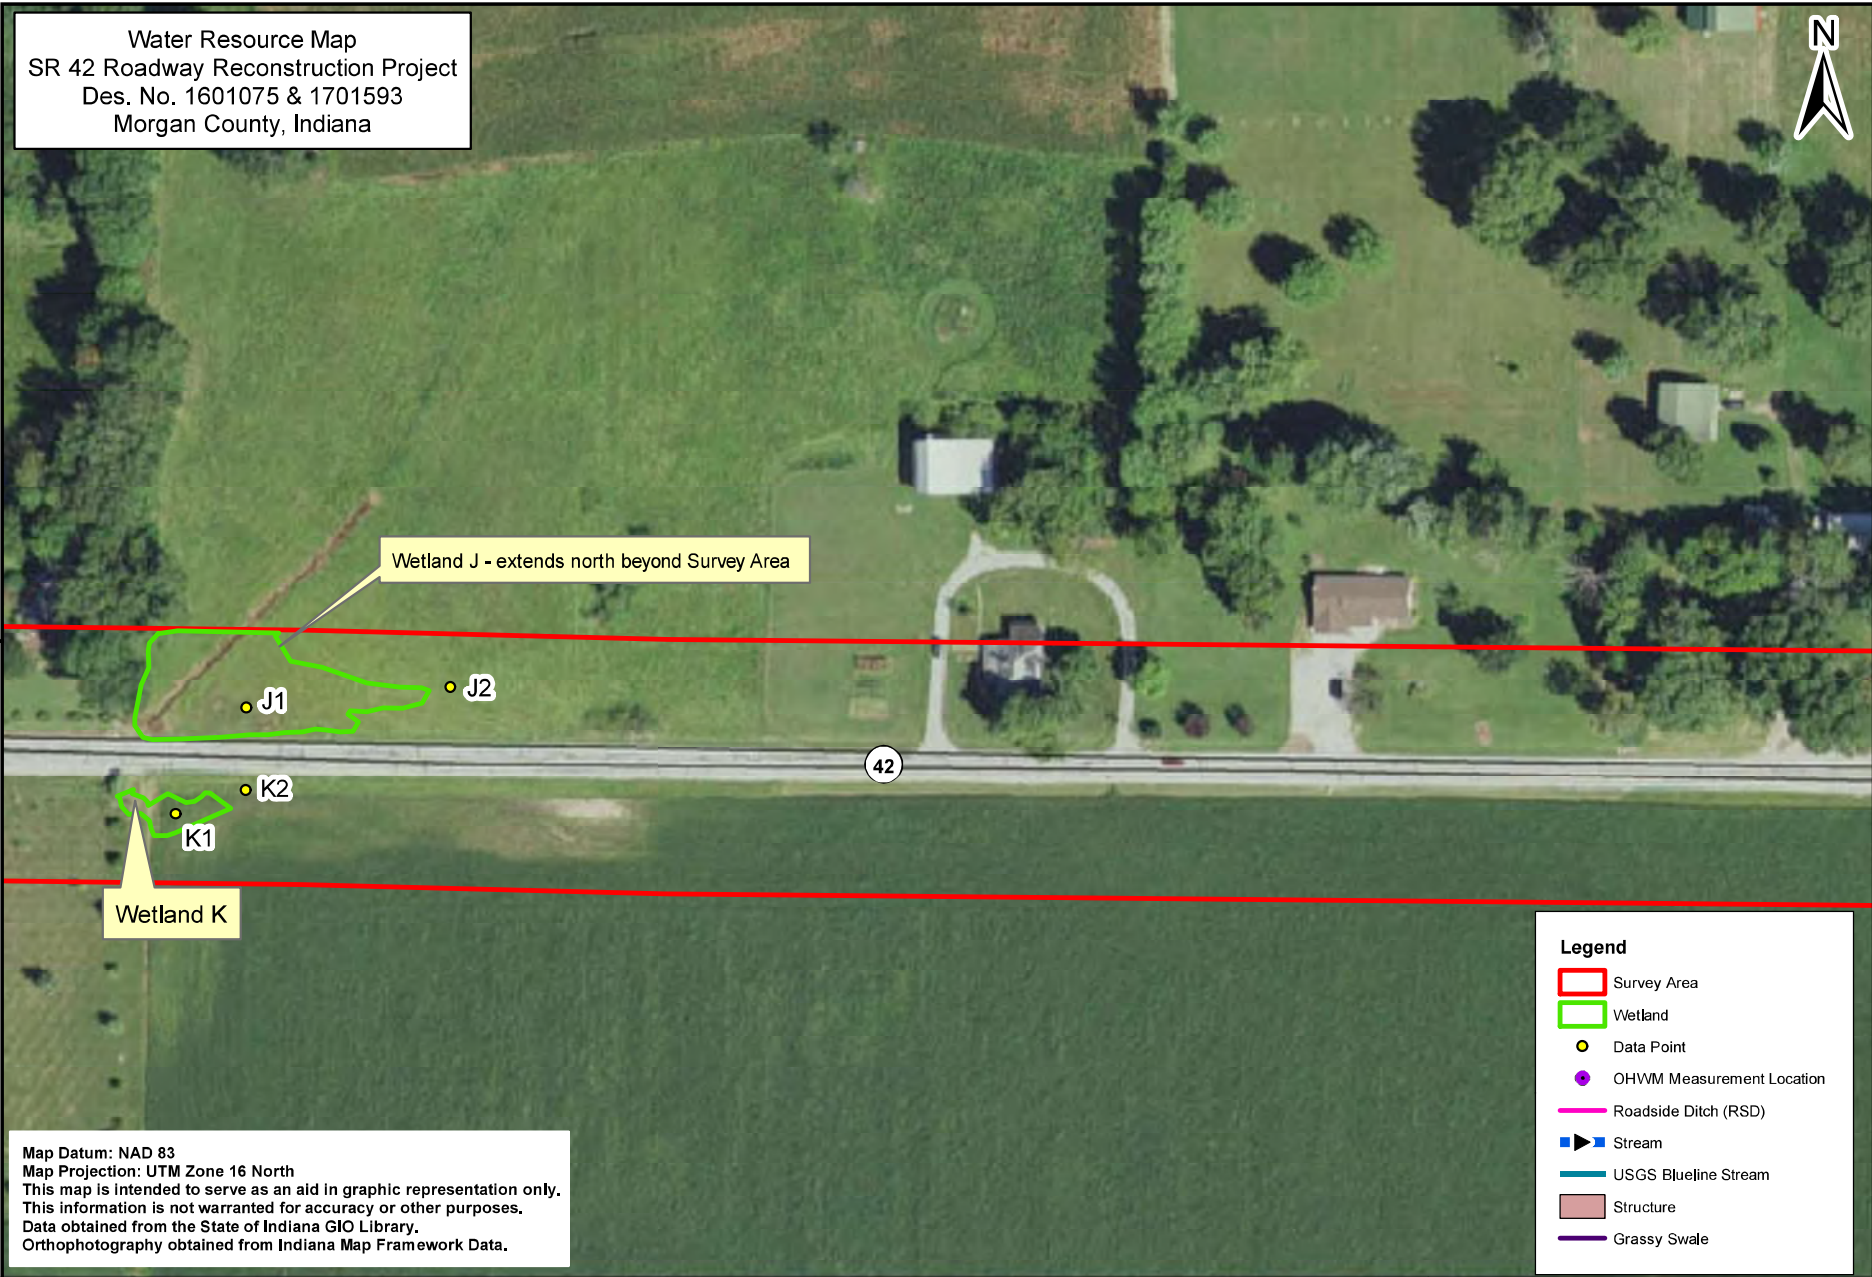 Water Resource Map
SR 42 Roadway Reconstruction Project
Des. No. 1601075 & 1701593
Morgan County, Indiana
N
Wetland J - extends north beyond Survey Area
J1
J2
42
K2
K1
Wetland K
Legend
Survey Area
Wetland
Data Point
OHWM Measurement Location
Roadside Ditch (RSD)
Stream
USGS Blueline Stream
Structure
Grassy Swale
Map Datum: NAD 83
Map Projection: UTM Zone 16 North
This map is intended to serve as an aid in graphic representation only.
This information is not warranted for accuracy or other purposes.
Data obtained from the State of Indiana GIO Library.
Orthophotography obtained from Indiana Map Framework Data.